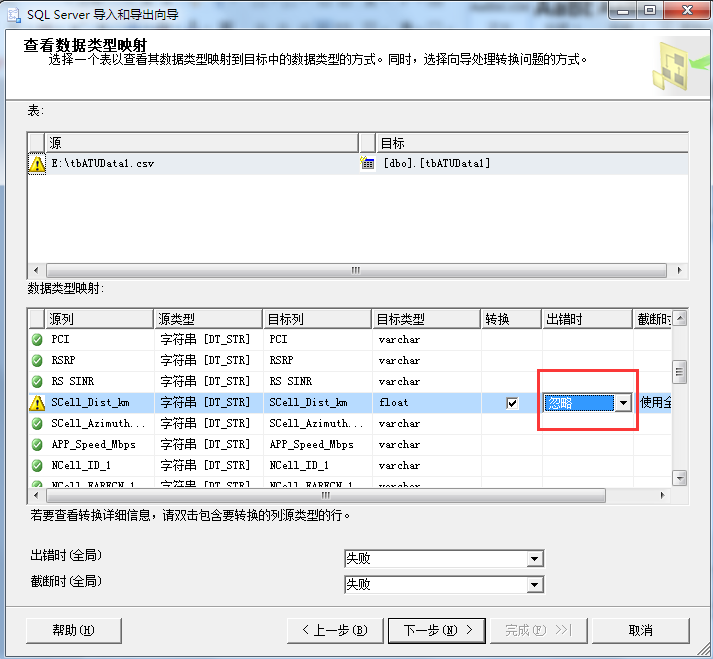 SQL Server 导入和导出向导
查看数据类型映射
选择一个表以查看其数据类型映射到目标中的数据类型的方式。同时，选择向导处理转换问题的方式。
表:
源 目标
E:\tbATUData1.csv [dbo].[tbATUData1]
数据类型映射:
源列 源类型 目标列 目标类型 转换 出错时 截断时
PCI 字符串 [DT_STR] PCI varchar
RSRP 字符串 [DT_STR] RSRP varchar
RS SINR 字符串 [DT_STR] RS SINR varchar
SCell_Dist_km 字符串 [DT_STR] SCell_Dist_km float 忽略 使用全
SCell_Azimuth... 字符串 [DT_STR] SCell_Azimuth... varchar
APP_Speed_Mbps 字符串 [DT_STR] APP_Speed_Mbps varchar
NCell_ID_1 字符串 [DT_STR] NCell_ID_1 varchar
NCell_EARFCN_1 字符串 [DT_STR] NCell_EARFCN_1 varchar
若要查看转换详细信息，请双击包含要转换的列源类型的行。
出错时(全局) 失败
截断时(全局) 失败
帮助(H) < 上一步(B) 下一步(N) > 完成(F) >>| 取消